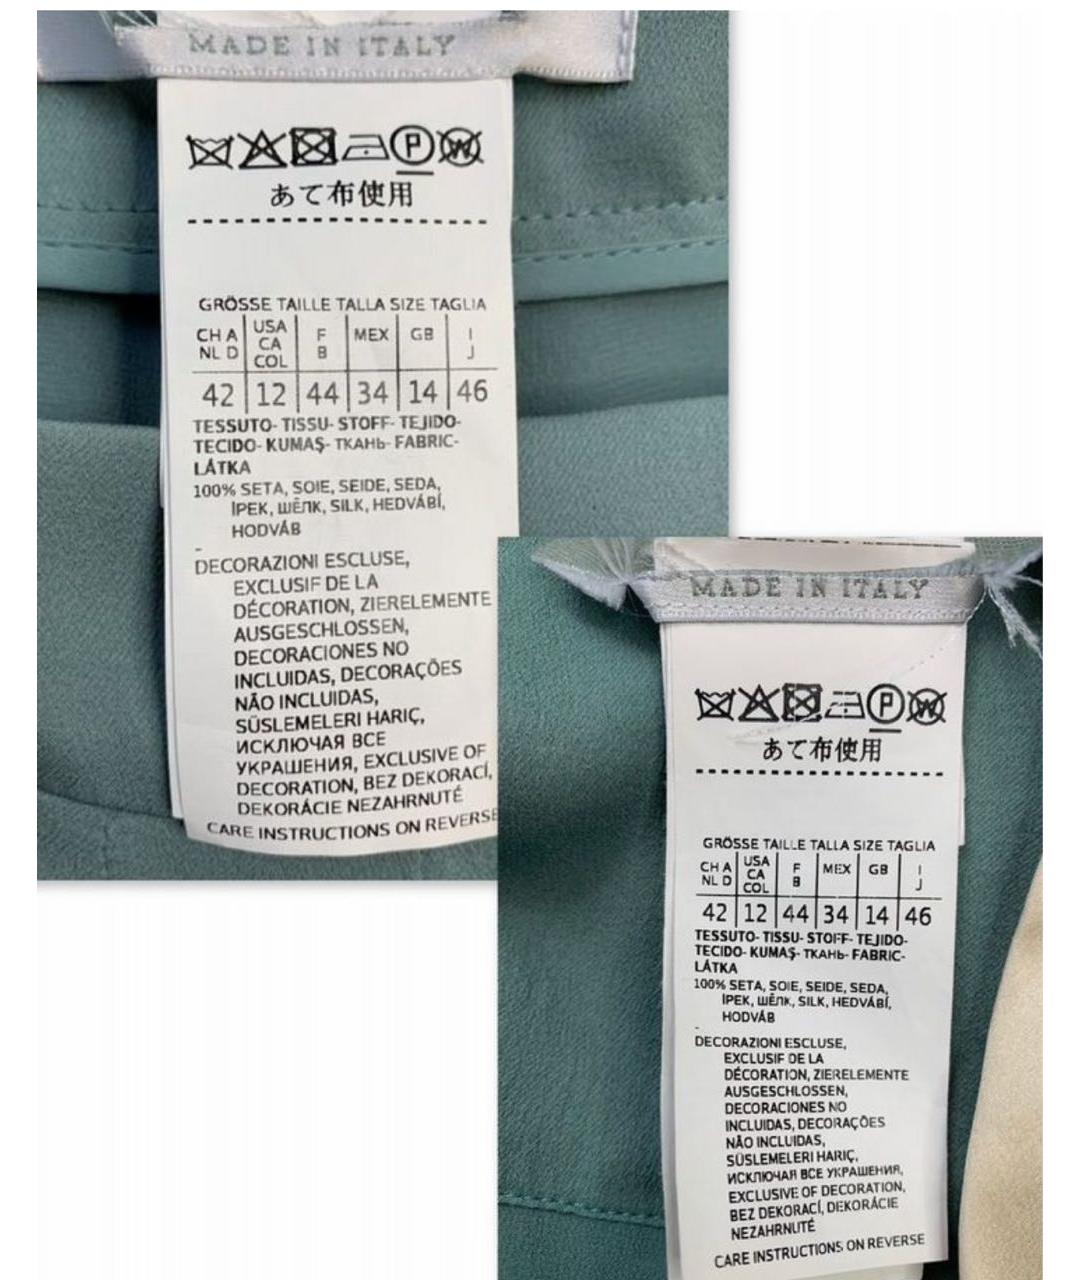 MADE IN ITALY
P W
あて布使用
GRÖSSE TAILLE TALLA SIZE TAGLIA
CH A NL D USA CA COL F B MEX GB I J
42 12 44 34 14 46
TESSUTO- TISSU- STOFF- TEJIDO-
TECIDO- KUMAŞ- ТКАНЬ- FABRIC-
LÁTKA
100% SETA, SOIE, SEIDE, SEDA,
İPEK, ШЁЛК, SILK, HEDVÁBÍ,
HODVÁB
-
DECORAZIONI ESCLUSE,
EXCLUSIF DE LA
DÉCORATION, ZIERELEMENTE
AUSGESCHLOSSEN,
DECORACIONES NO
INCLUIDAS, DECORAÇÕES
NÃO INCLUIDAS,
SÜSLEMELERI HARIÇ,
ИСКЛЮЧАЯ ВСЕ
УКРАШЕНИЯ, EXCLUSIVE OF
DECORATION, BEZ DEKORACÍ,
DEKORÁCIE NEZAHRNUTÉ
CARE INSTRUCTIONS ON REVERSE
MADE IN ITALY
P W
あて布使用
GRÖSSE TAILLE TALLA SIZE TAGLIA
CH A NL D USA CA COL F B MEX GB I J
42 12 44 34 14 46
TESSUTO- TISSU- STOFF- TEJIDO-
TECIDO- KUMAŞ- ТКАНЬ- FABRIC-
LÁTKA
100% SETA, SOIE, SEIDE, SEDA,
İPEK, ШЁЛК, SILK, HEDVÁBÍ,
HODVÁB
-
DECORAZIONI ESCLUSE,
EXCLUSIF DE LA
DÉCORATION, ZIERELEMENTE
AUSGESCHLOSSEN,
DECORACIONES NO
INCLUIDAS, DECORAÇÕES
NÃO INCLUIDAS,
SÜSLEMELERI HARIÇ,
ИСКЛЮЧАЯ ВСЕ УКРАШЕНИЯ,
EXCLUSIVE OF DECORATION,
BEZ DEKORACÍ, DEKORÁCIE
NEZAHRNUTÉ
CARE INSTRUCTIONS ON REVERSE